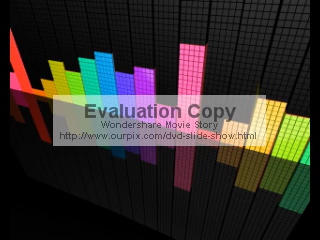 Evaluation Copy
Wondershare Movie Story
http://www.ourpix.com/dvd-slide-show.html